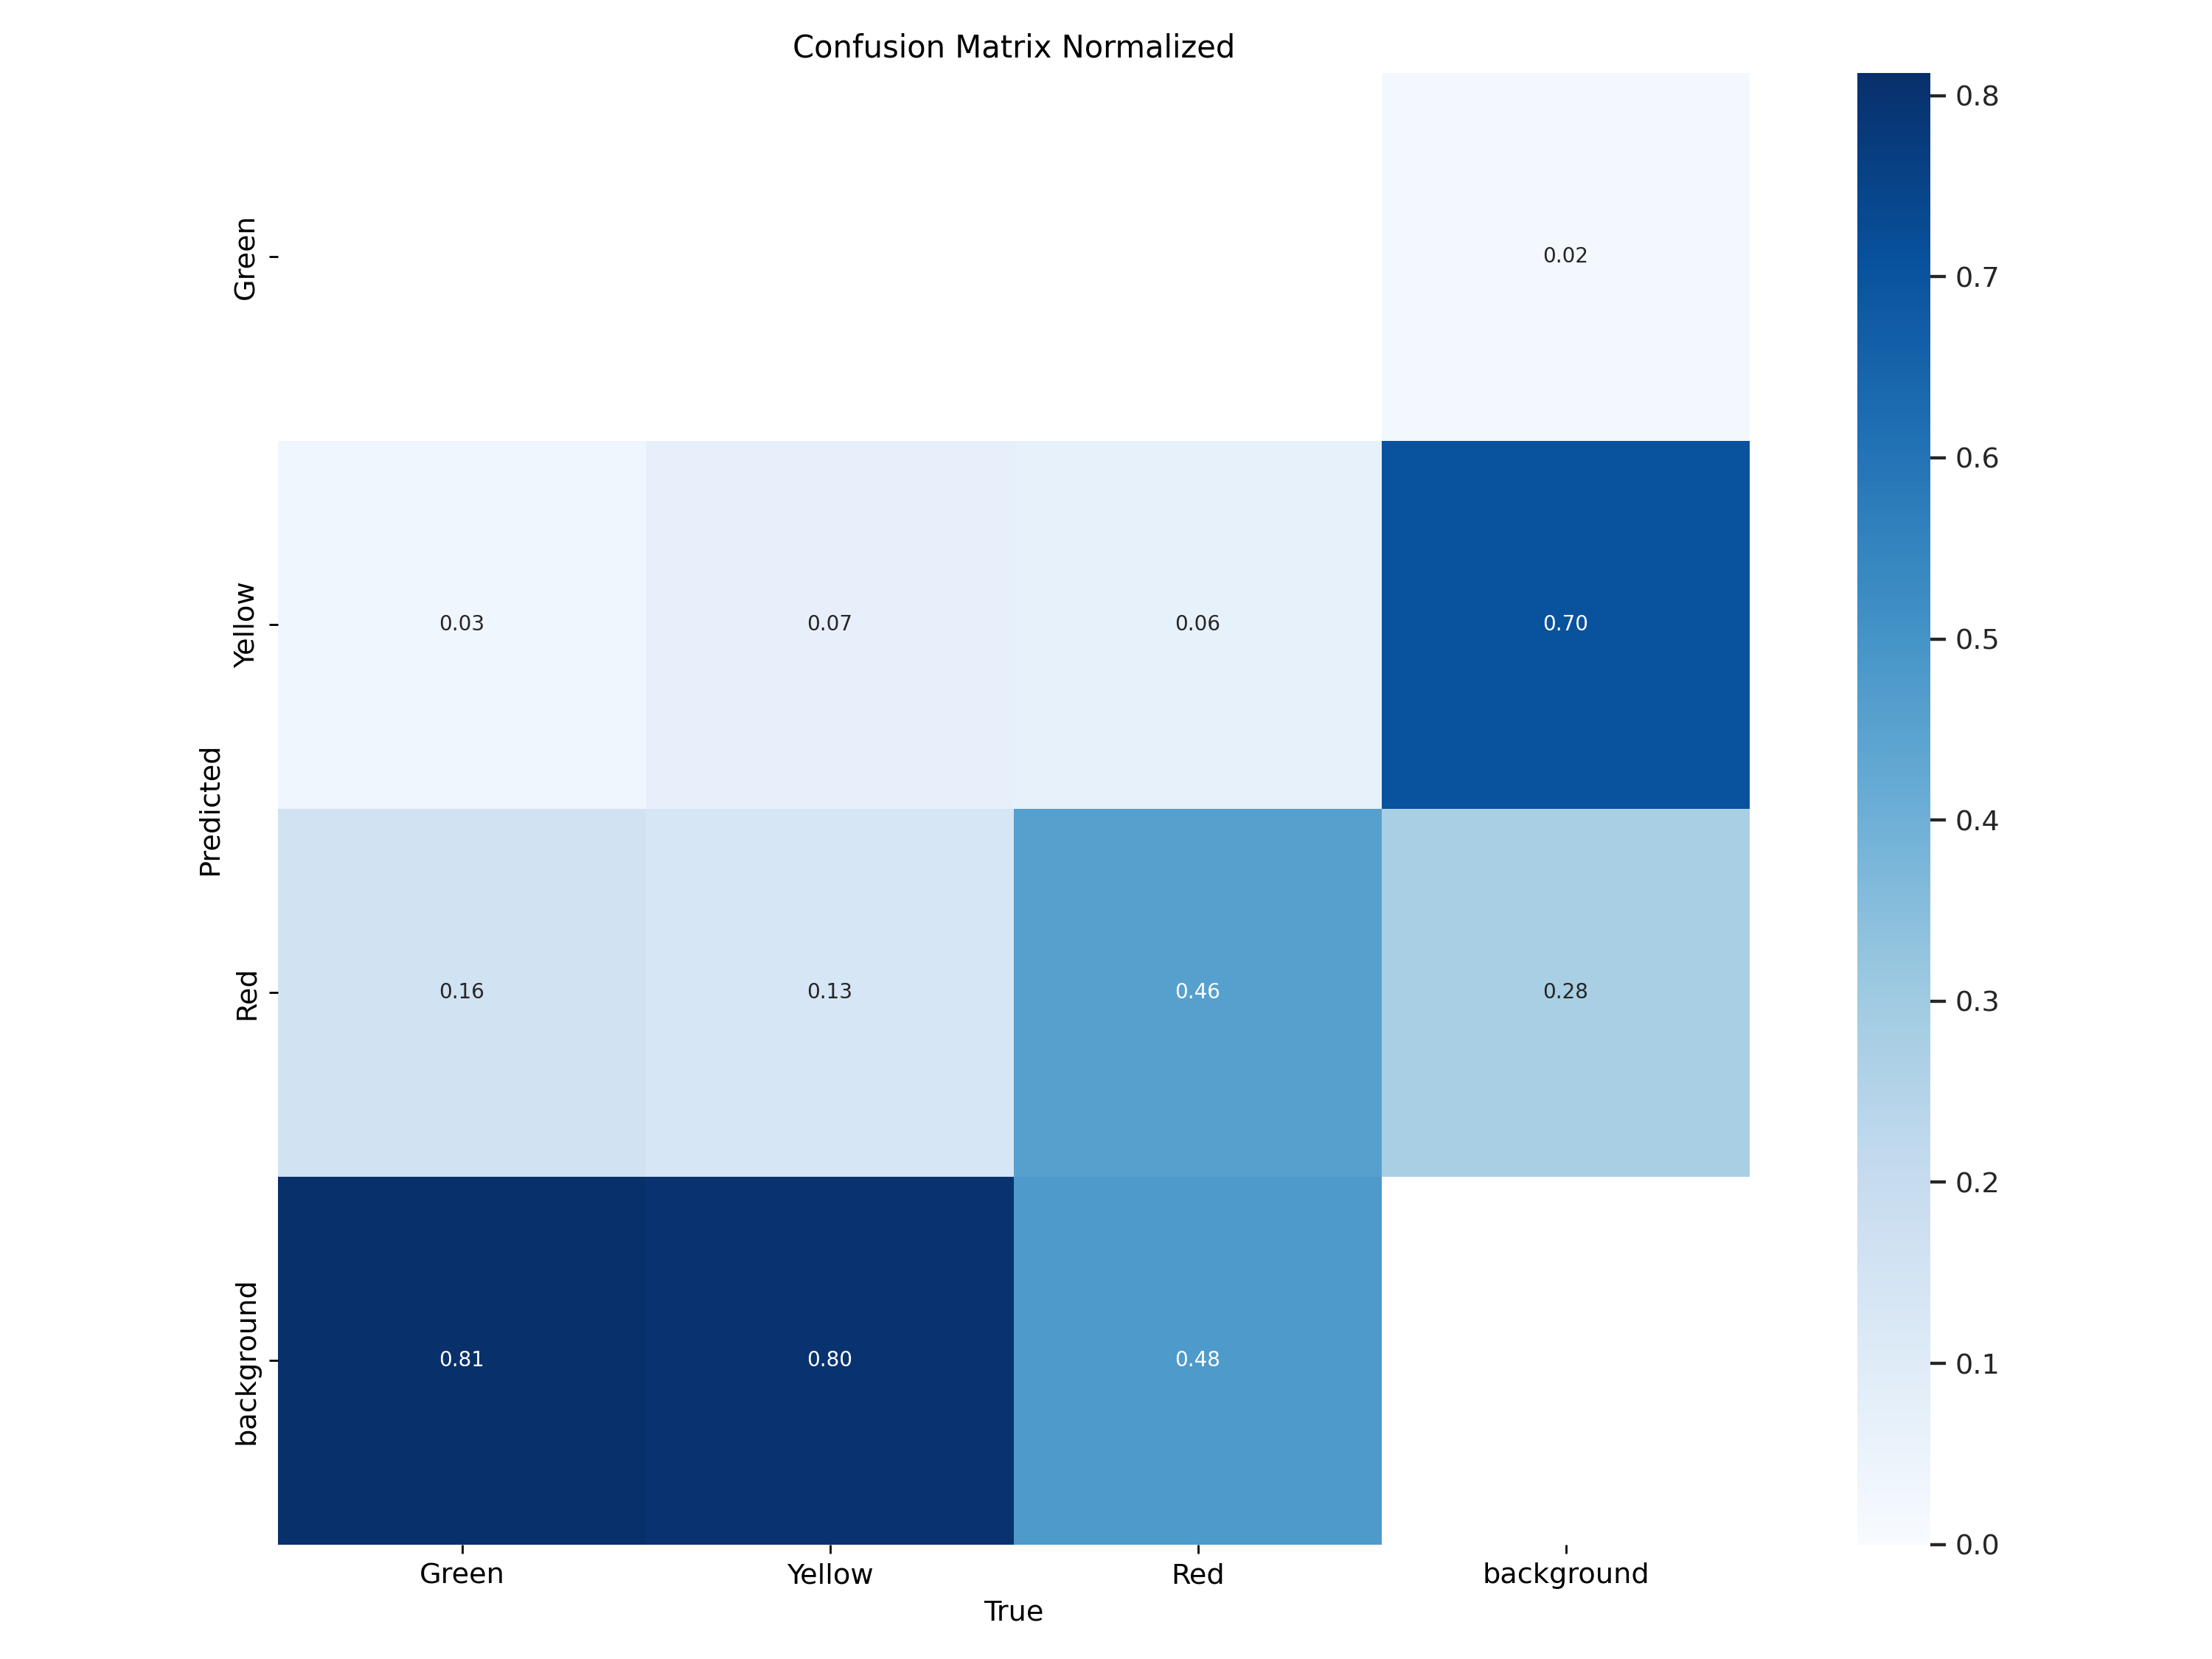 Confusion Matrix Normalized
Green
0.02
Yellow
0.03 0.07 0.06 0.70
Red
0.16 0.13 0.46 0.28
background
0.81 0.80 0.48
Predicted
Green Yellow Red background
True
0.8
0.7
0.6
0.5
0.4
0.3
0.2
0.1
0.0